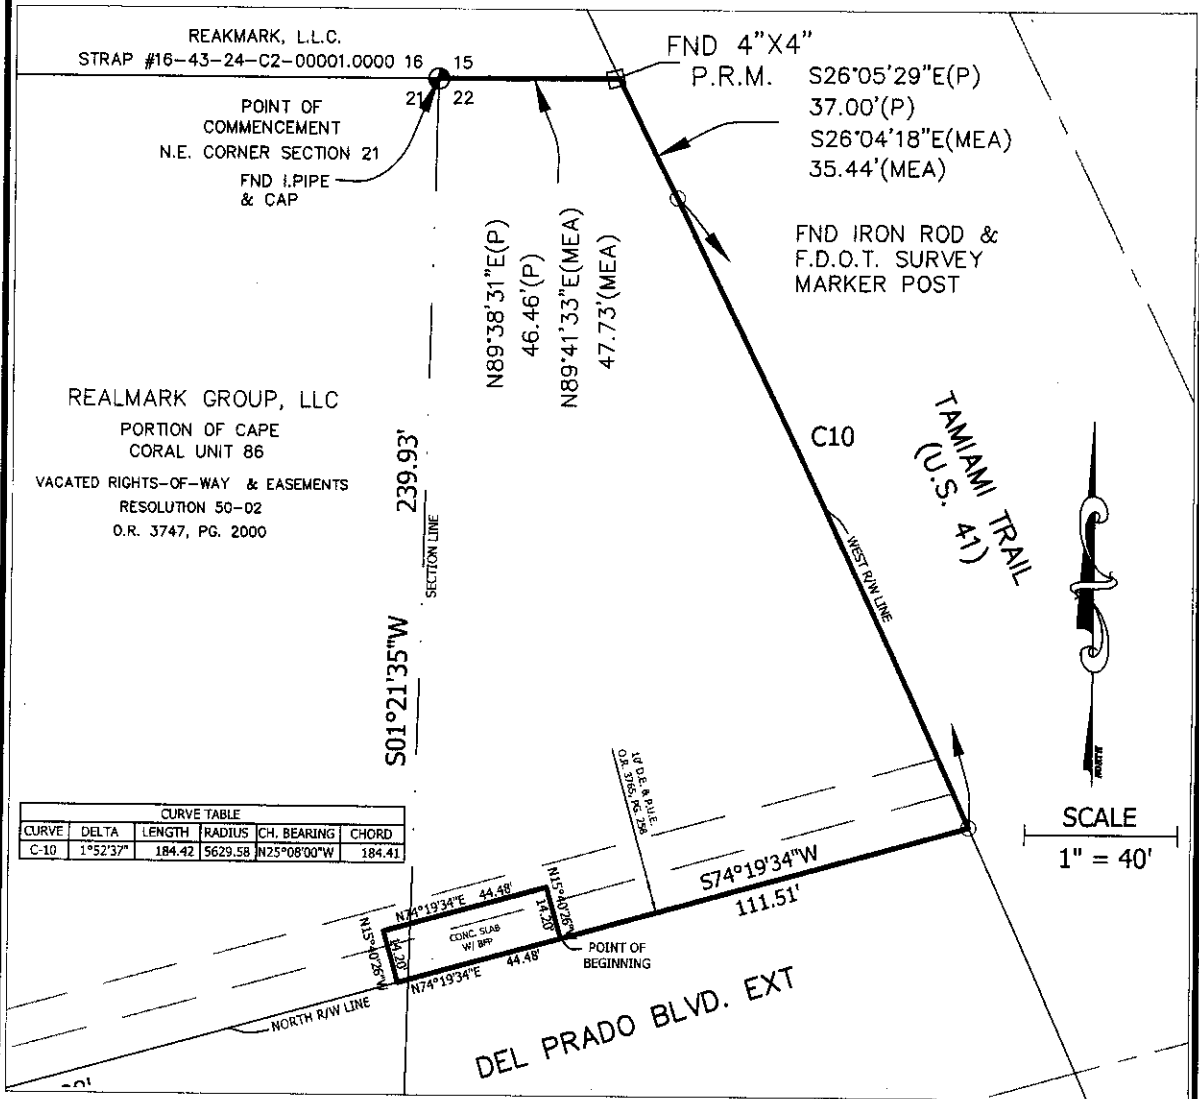 REAKMARK, L.L.C.
STRAP #16-43-24-C2-00001.0000
16 15
21 22
POINT OF
COMMENCEMENT
N.E. CORNER SECTION 21
FND I.PIPE
& CAP
FND 4"X4"
P.R.M.
S26°05'29"E(P)
37.00'(P)
S26°04'18"E(MEA)
35.44'(MEA)
FND IRON ROD &
F.D.O.T. SURVEY
MARKER POST
N89°38'31"E(P)
46.46'(P)
N89°41'33"E(MEA)
47.73'(MEA)
REALMARK GROUP, LLC
PORTION OF CAPE
CORAL UNIT 86
VACATED RIGHTS-OF-WAY & EASEMENTS
RESOLUTION 50-02
O.R. 3747, PG. 2000
239.93'
SECTION LINE
S01°21'35"W
C10
TAMIAMI TRAIL
(U.S. 41)
WEST R/W LINE
NORTH
SCALE
1" = 40'
CURVE TABLE
CURVE DELTA LENGTH RADIUS CH. BEARING CHORD
C-10 1°52'37" 184.42 5629.58 N25°08'00"W 184.41
10' D.E. & P.U.E.
O.R. 3765, PG. 258
S74°19'34"W
111.51'
N74°19'34"E 44.48'
N15°40'26"W
14.20'
CONC. SLAB
W/ BFP
N15°40'26"W
14.20'
N74°19'34"E 44.48'
POINT OF
BEGINNING
NORTH R/W LINE
DEL PRADO BLVD. EXT